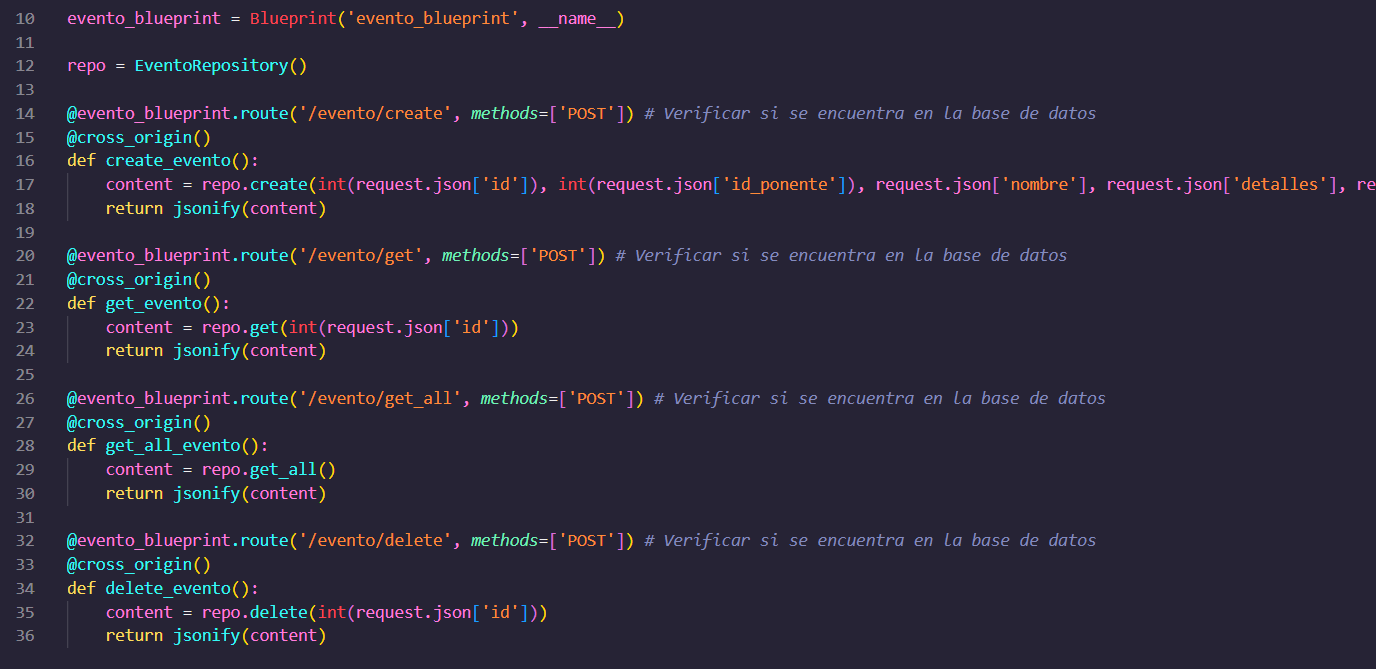 10 evento_blueprint = Blueprint('evento_blueprint', __name__)
11
12 repo = EventoRepository()
13
14 @evento_blueprint.route('/evento/create', methods=['POST']) # Verificar si se encuentra en la base de datos
15 @cross_origin()
16 def create_evento():
17     content = repo.create(int(request.json['id']), int(request.json['id_ponente']), request.json['nombre'], request.json['detalles'], re
18     return jsonify(content)
19
20 @evento_blueprint.route('/evento/get', methods=['POST']) # Verificar si se encuentra en la base de datos
21 @cross_origin()
22 def get_evento():
23     content = repo.get(int(request.json['id']))
24     return jsonify(content)
25
26 @evento_blueprint.route('/evento/get_all', methods=['POST']) # Verificar si se encuentra en la base de datos
27 @cross_origin()
28 def get_all_evento():
29     content = repo.get_all()
30     return jsonify(content)
31
32 @evento_blueprint.route('/evento/delete', methods=['POST']) # Verificar si se encuentra en la base de datos
33 @cross_origin()
34 def delete_evento():
35     content = repo.delete(int(request.json['id']))
36     return jsonify(content)